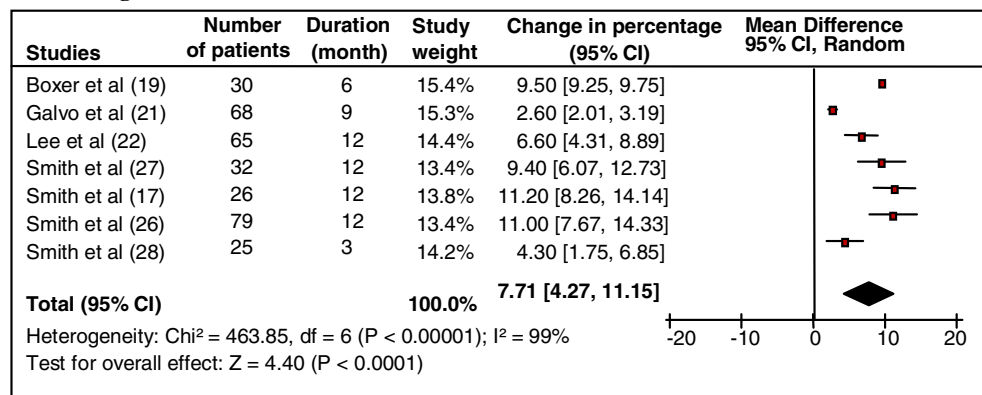 Studies Number of patients Duration (month) Study weight Change in percentage (95% CI) Mean Difference 95% CI, Random
Boxer et al (19) 30 6 15.4% 9.50 [9.25, 9.75]
Galvo et al (21) 68 9 15.3% 2.60 [2.01, 3.19]
Lee et al (22) 65 12 14.4% 6.60 [4.31, 8.89]
Smith et al (27) 32 12 13.4% 9.40 [6.07, 12.73]
Smith et al (17) 26 12 13.8% 11.20 [8.26, 14.14]
Smith et al (26) 79 12 13.4% 11.00 [7.67, 14.33]
Smith et al (28) 25 3 14.2% 4.30 [1.75, 6.85]
Total (95% CI) 100.0% 7.71 [4.27, 11.15]
Heterogeneity: Chi² = 463.85, df = 6 (P < 0.00001); I² = 99%
Test for overall effect: Z = 4.40 (P < 0.0001)
-20 -10 0 10 20